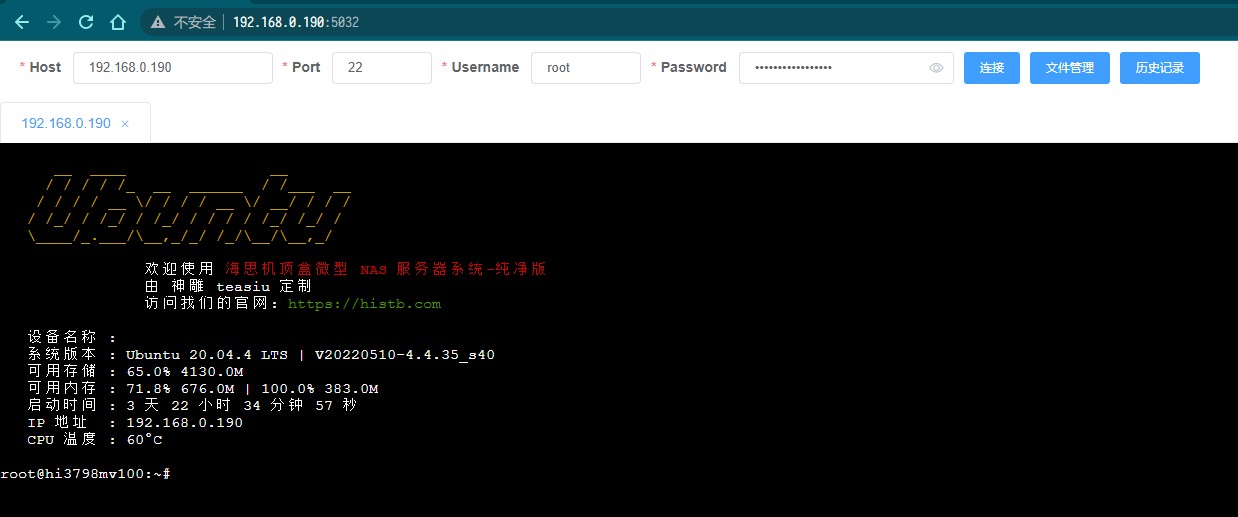 不安全 192.168.0.190:5032
* Host 192.168.0.190 * Port 22 * Username root * Password ••••••••••••••••• 连接 文件管理 历史记录
192.168.0.190 ×
Ubuntu
欢迎使用 海思机顶盒微型 NAS 服务器系统-纯净版
由 神雕 teasiu 定制
访问我们的官网: https://histb.com
设备名称 :
系统版本 : Ubuntu 20.04.4 LTS | V20220510-4.4.35_s40
可用存储 : 65.0% 4130.0M
可用内存 : 71.8% 676.0M | 100.0% 383.0M
启动时间 : 3 天 22 小时 34 分钟 57 秒
IP 地址 : 192.168.0.190
CPU 温度 : 60°C
root@hi3798mv100:~#